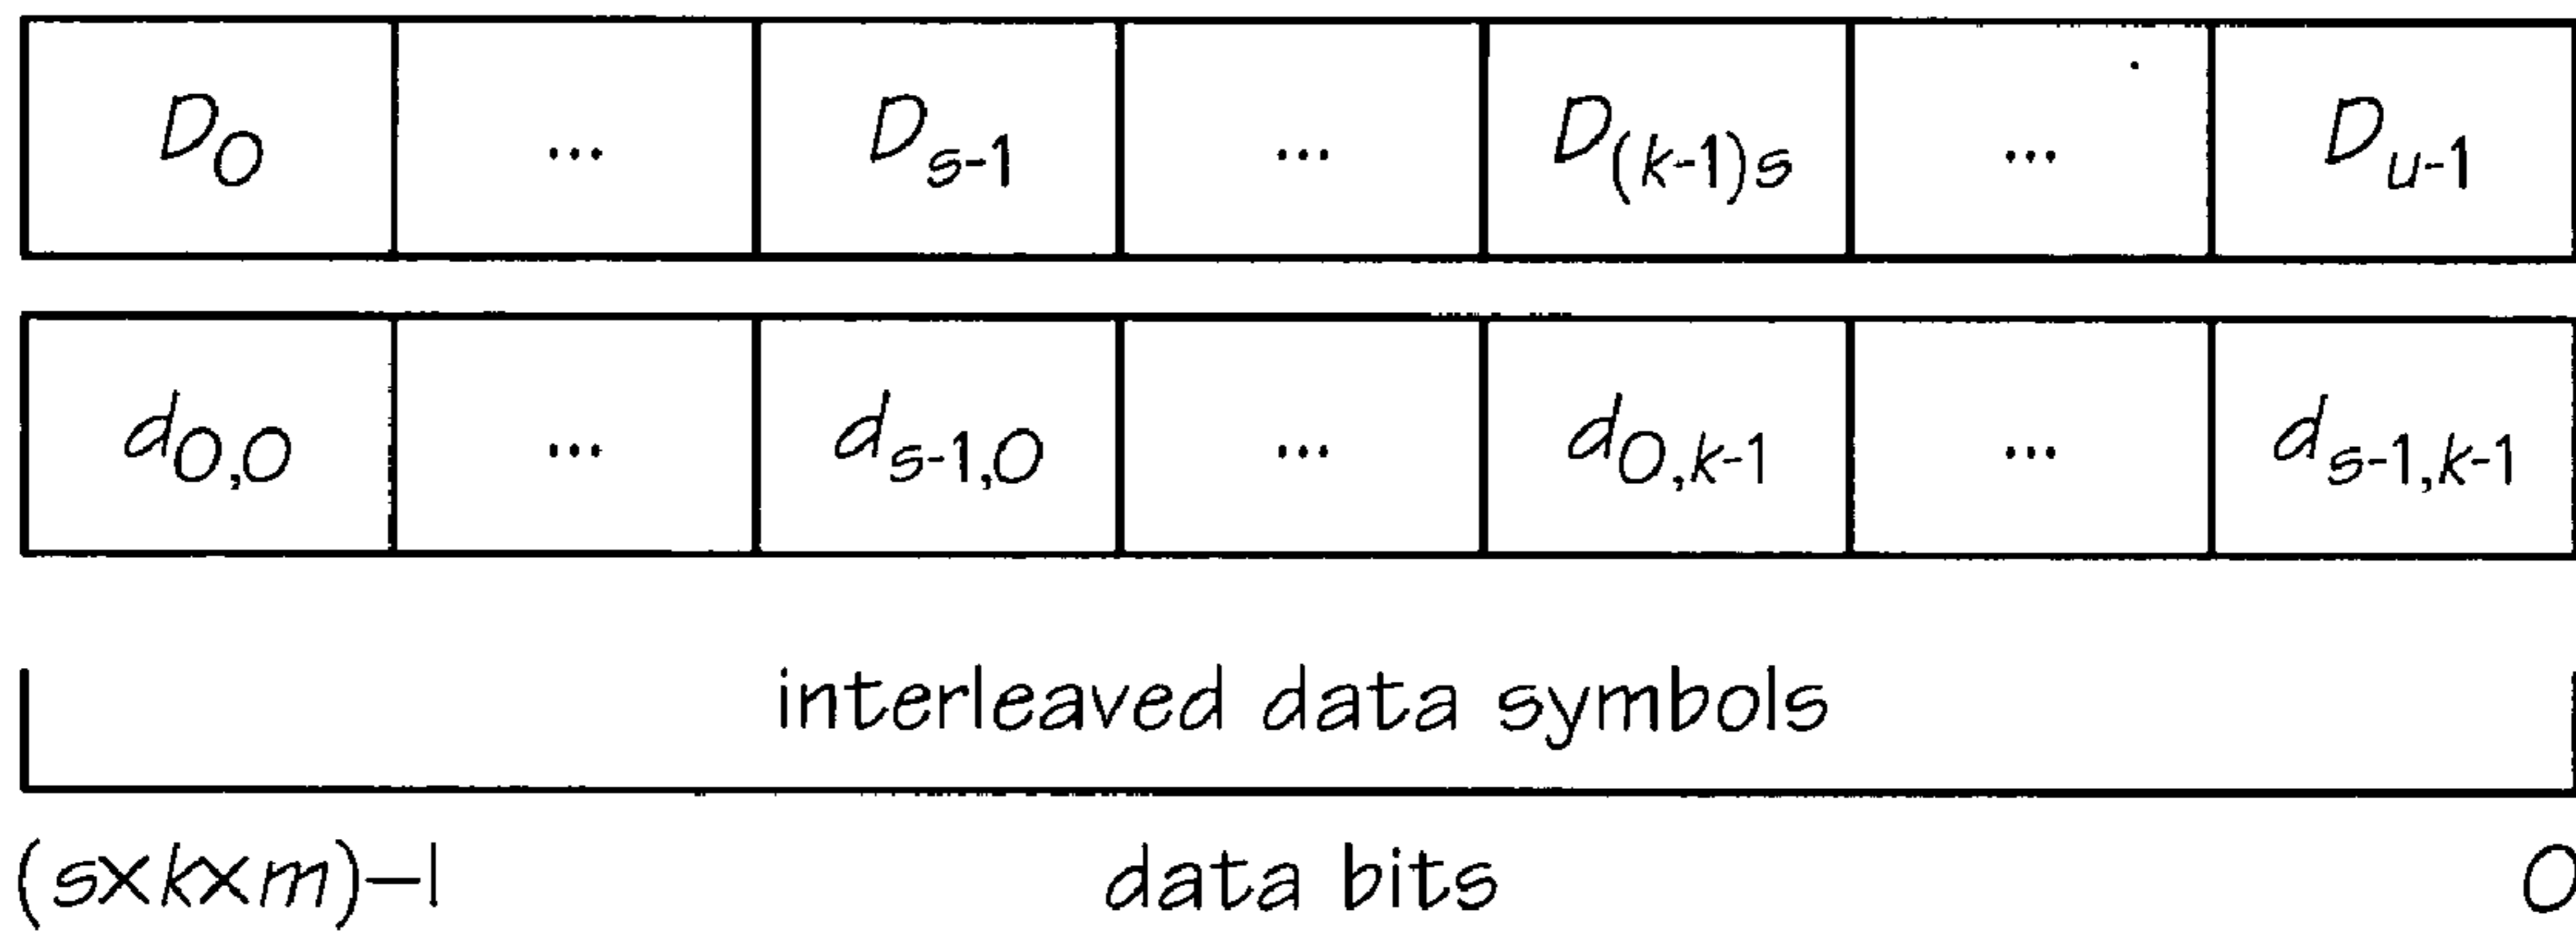 D0 ... Ds-1 ... D(k-1)s ... Du-1
d0,0 ... ds-1,0 ... d0,k-1 ... ds-1,k-1
interleaved data symbols
(s×k×m)–1 data bits 0